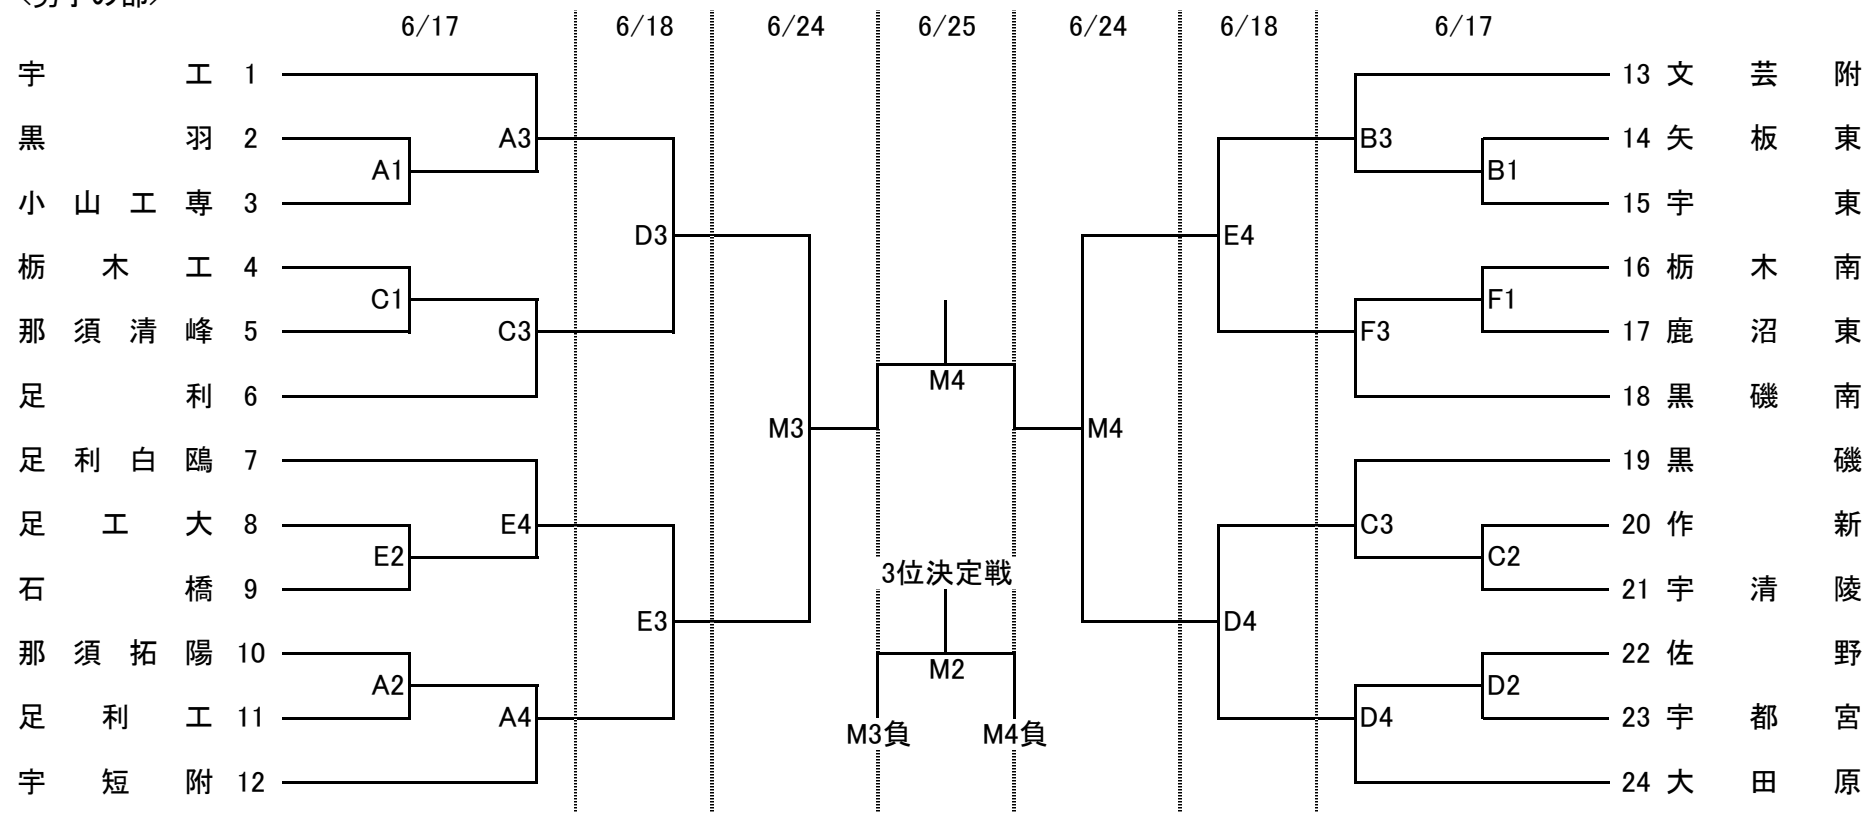 〈男子の部〉
6/17 6/18 6/24 6/25 6/24 6/18 6/17
宇工 1 13 文芸附
黒羽 2 A3 B3 14 矢板東
A1 B1
小山工専 3 15 宇東
D3 E4
栃木工 4 16 栃木南
C1 F1
那須清峰 5 C3 F3 17 鹿沼東
M4
足利 6 18 黒磯南
M3 M4
足利白鴎 7 19 黒磯
足工大 8 E4 C3 20 作新
E2 C2
3位決定戦
石橋 9 21 宇清陵
E3 D4
那須拓陽 10 22 佐野
M2
A2 D2
足利工 11 A4 D4 23 宇都宮
M3負 M4負
宇短附 12 24 大田原